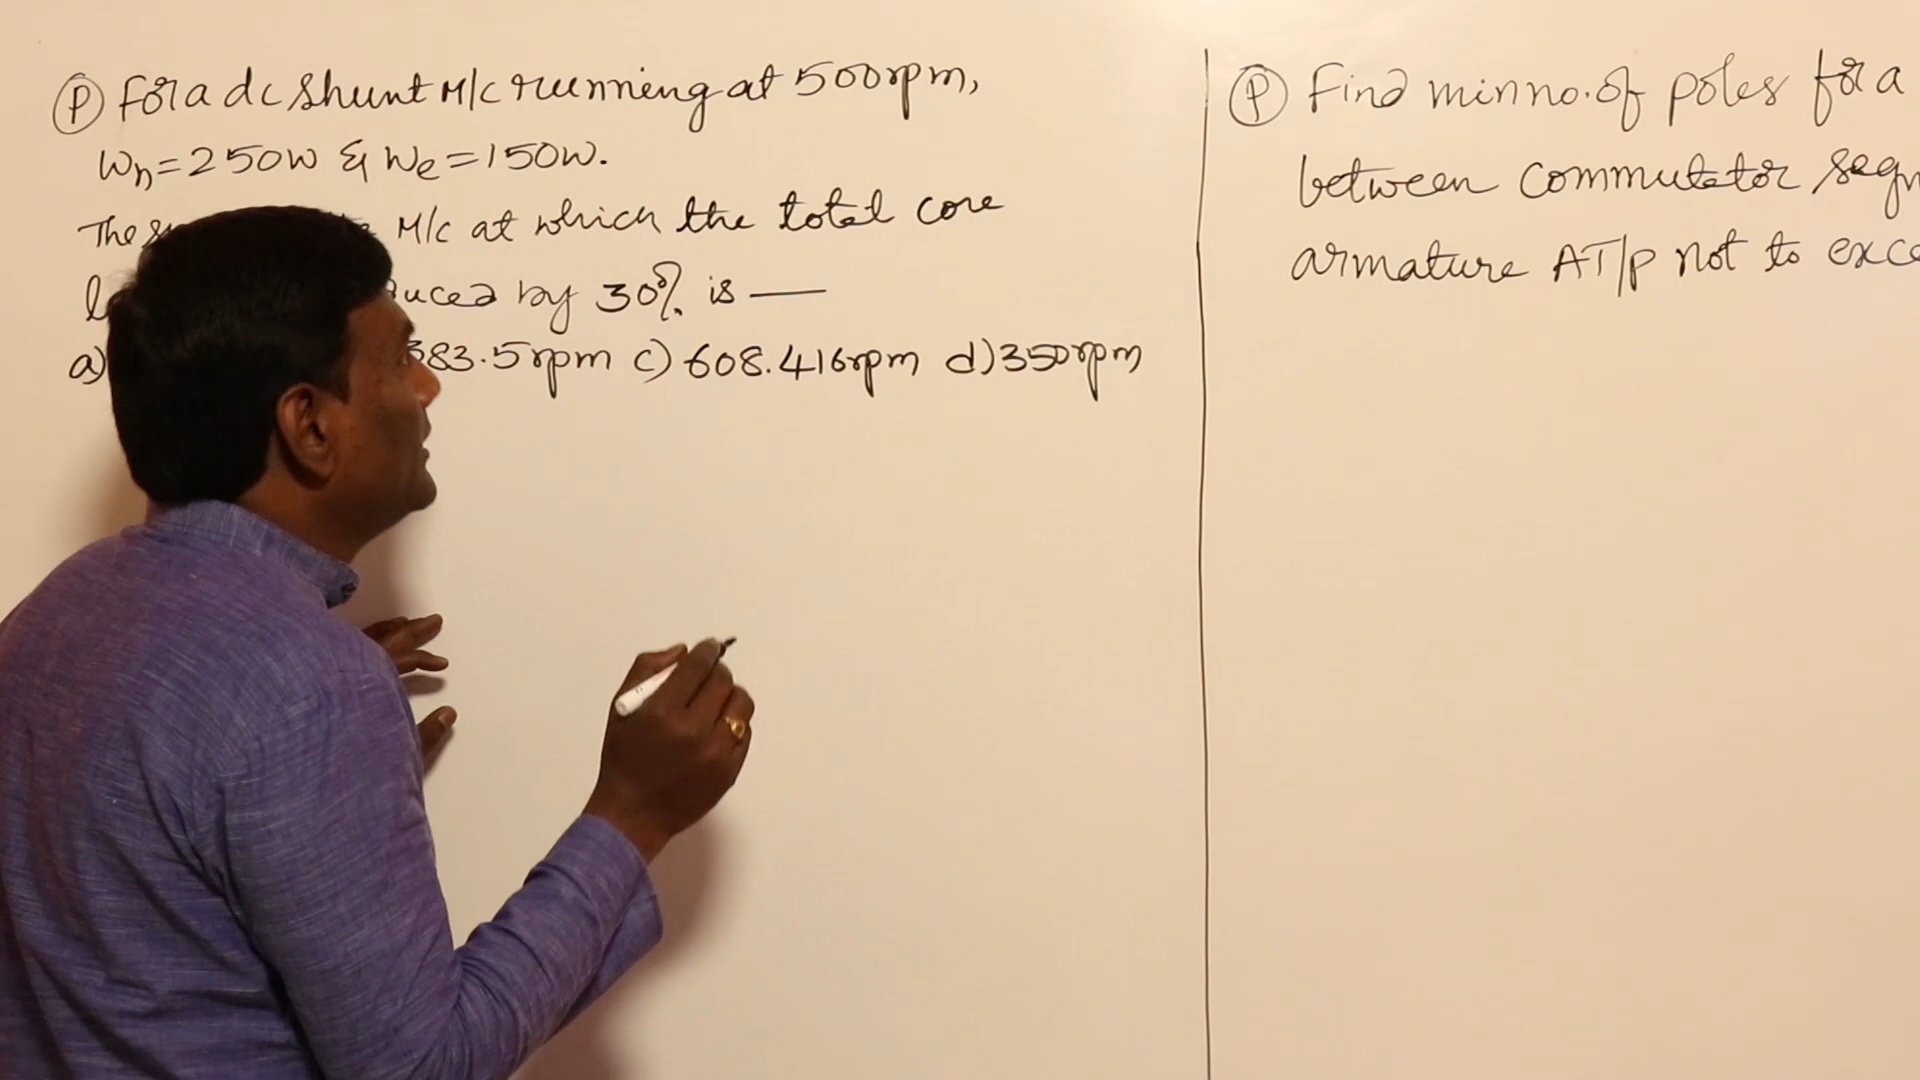 Ⓟ For a dc shunt M/c running at 500rpm,
Wh=250W & We=150W.
The M/c at which the total core
by 30% is —
a) 383.5rpm c) 608.416rpm d) 350rpm
Ⓟ Find min no. of poles for a
between commutator
armature AT/p not to